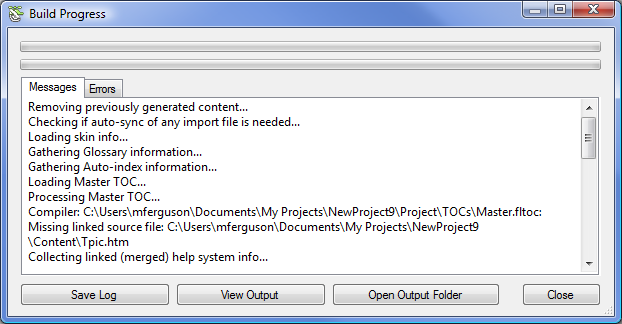 Build Progress
Messages
Errors
Removing previously generated content...
Checking if auto-sync of any import file is needed...
Loading skin info...
Gathering Glossary information...
Gathering Auto-index information...
Loading Master TOC...
Processing Master TOC...
Compiler: C:\Users\mferguson\Documents\My Projects\NewProject9\Project\TOCs\Master.fltoc:
Missing linked source file: C:\Users\mferguson\Documents\My Projects\NewProject9
\Content\Tpic.htm
Collecting linked (merged) help system info...
Save Log
View Output
Open Output Folder
Close